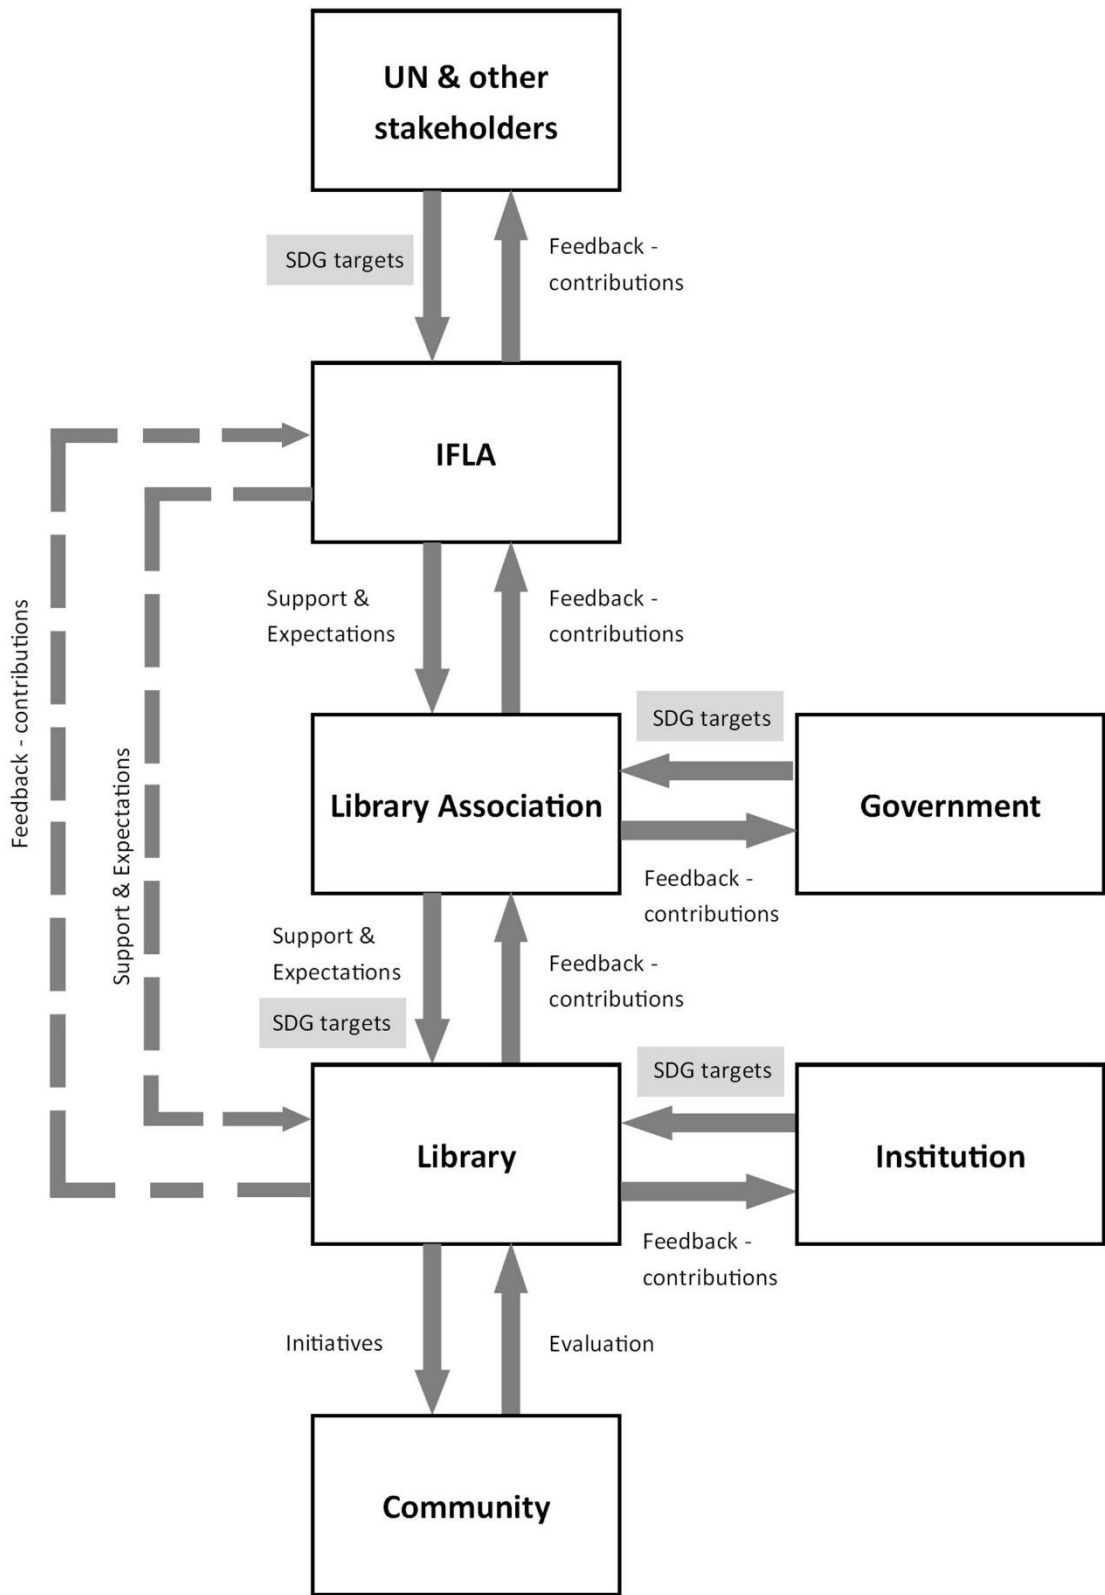 UN & other
stakeholders
SDG targets
Feedback -
contributions
IFLA
Support &
Expectations
Feedback -
contributions
Feedback - contributions
Support & Expectations
SDG targets
Library Association
Government
Feedback -
contributions
Support &
Expectations
SDG targets
Feedback -
contributions
SDG targets
Library
Institution
Feedback -
contributions
Initiatives
Evaluation
Community